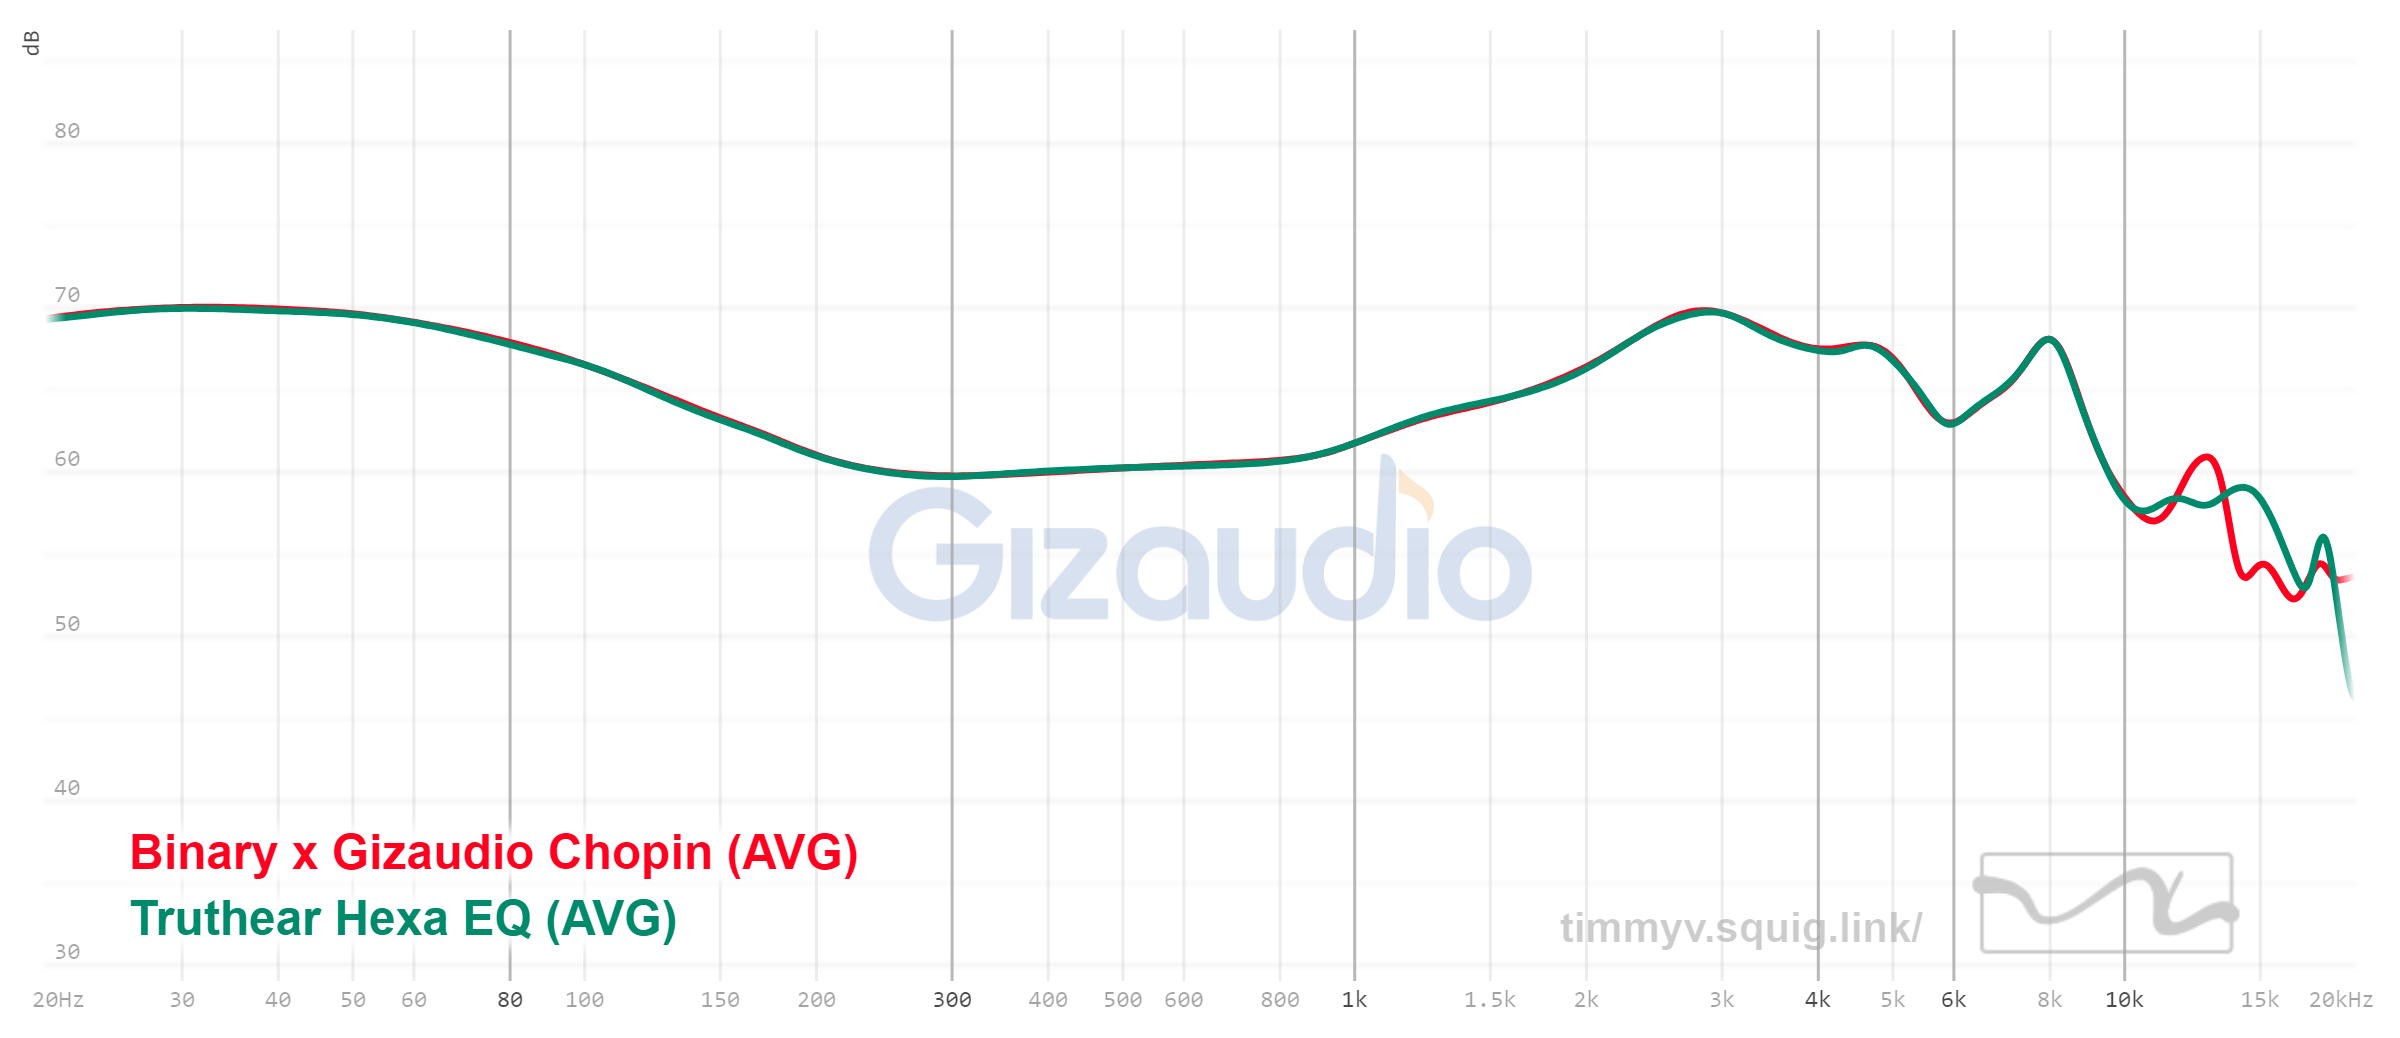 dB
80
70
60
50
40
30
Gizaudio
Binary x Gizaudio Chopin (AVG)
Truthear Hexa EQ (AVG)
timmyv.squig.link/
20Hz 30 40 50 60 80 100 150 200 300 400 500 600 800 1k 1.5k 2k 3k 4k 5k 6k 8k 10k 15k 20kHz